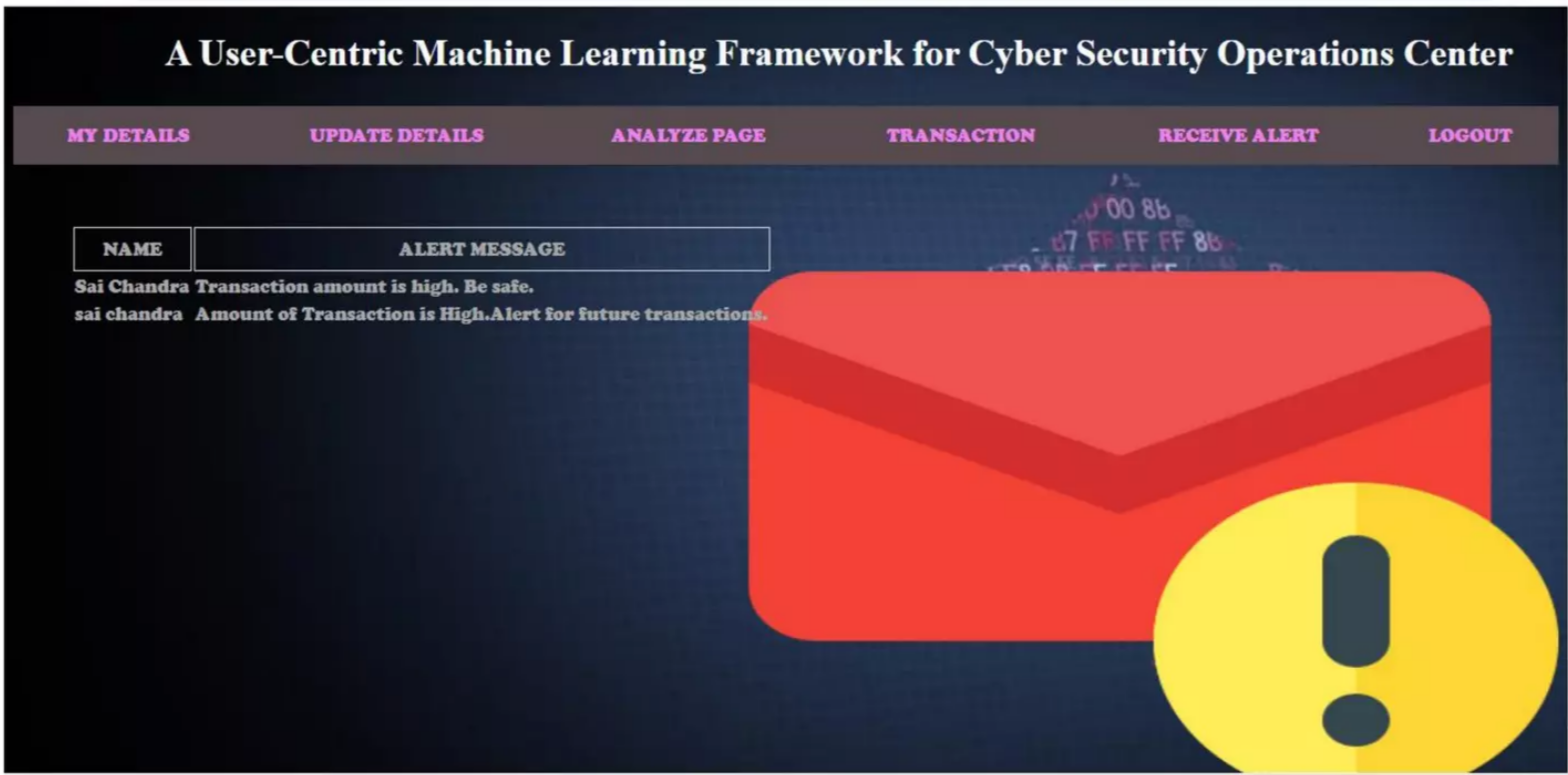 A User-Centric Machine Learning Framework for Cyber Security Operations Center
MY DETAILS UPDATE DETAILS ANALYZE PAGE TRANSACTION RECEIVE ALERT LOGOUT
00 8b
67 FF FF FF 8b
NAME ALERT MESSAGE
Sai Chandra Transaction amount is high. Be safe.
sai chandra Amount of Transaction is High.Alert for future transactions.